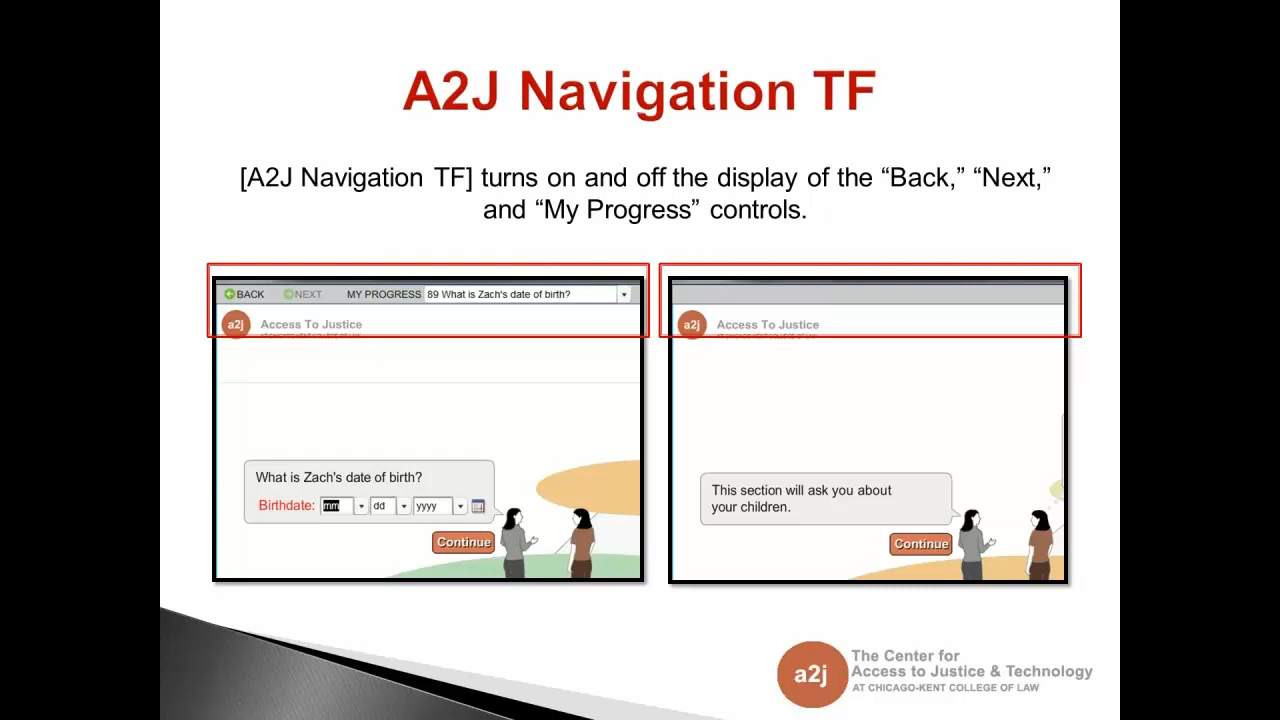 A2J Navigation TF
[A2J Navigation TF] turns on and off the display of the “Back,” “Next,”
and “My Progress” controls.
BACK NEXT MY PROGRESS 89 What is Zach's date of birth?
a2j Access To Justice
What is Zach's date of birth?
Birthdate: mm dd yyyy
Continue
a2j Access To Justice
This section will ask you about
your children.
Continue
a2j
The Center for
Access to Justice & Technology
AT CHICAGO-KENT COLLEGE OF LAW